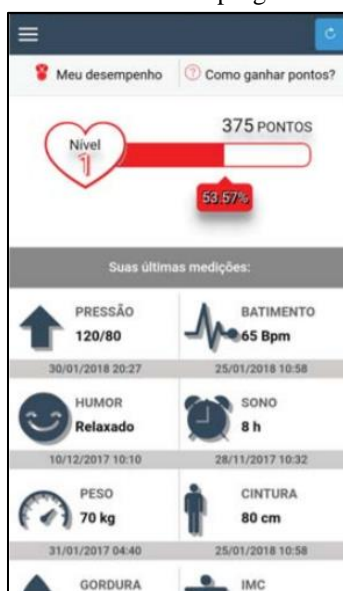 Meu desempenho
? Como ganhar pontos?
375 PONTOS
Nível
1
53.57%
Suas últimas medições:
PRESSÃO
120/80
30/01/2018 20:27
BATIMENTO
65 Bpm
25/01/2018 10:58
HUMOR
Relaxado
10/12/2017 10:10
SONO
8 h
28/11/2017 10:32
PESO
70 kg
31/01/2017 04:40
CINTURA
80 cm
25/01/2018 10:58
GORDURA
IMC